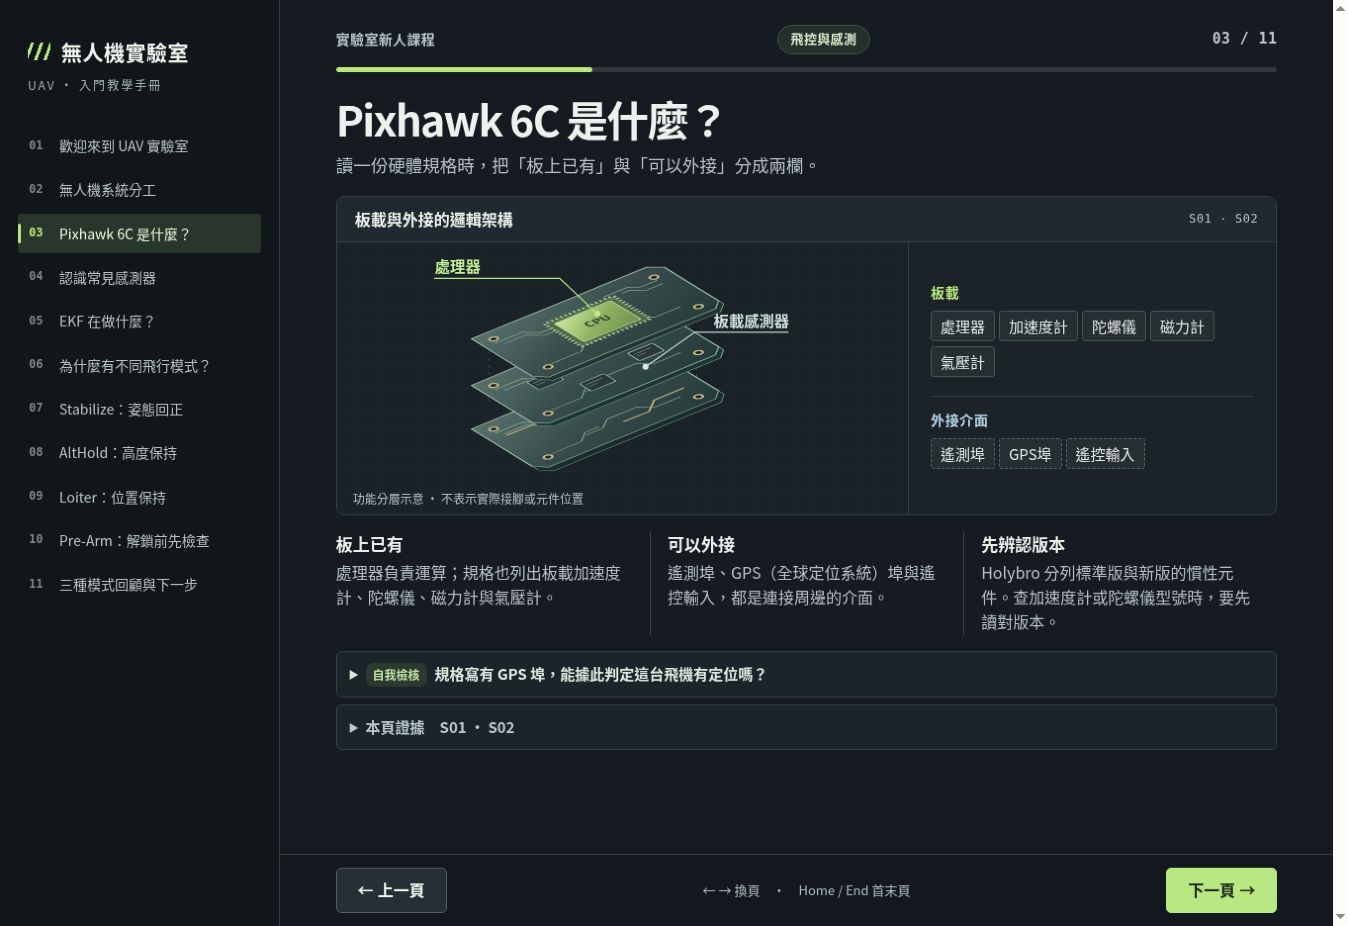 無人機實驗室
UAV · 入門教學手冊
01 歡迎來到 UAV 實驗室
02 無人機系統分工
03 Pixhawk 6C 是什麼？
04 認識常見感測器
05 EKF 在做什麼？
06 為什麼有不同飛行模式？
07 Stabilize：姿態回正
08 AltHold：高度保持
09 Loiter：位置保持
10 Pre-Arm：解鎖前先檢查
11 三種模式回顧與下一步
實驗室新人課程
飛控與感測
03 / 11
Pixhawk 6C 是什麼？
讀一份硬體規格時，把「板上已有」與「可以外接」分成兩欄。
板載與外接的邏輯架構
S01 · S02
處理器
CPU
板載感測器
功能分層示意 · 不表示實際接腳或元件位置
板載
處理器 加速度計 陀螺儀 磁力計
氣壓計
外接介面
遙測埠 GPS埠 遙控輸入
板上已有
處理器負責運算；規格也列出板載加速度
計、陀螺儀、磁力計與氣壓計。
可以外接
遙測埠、GPS（全球定位系統）埠與遙
控輸入，都是連接周邊的介面。
先辨認版本
Holybro 分列標準版與新版的慣性元
件。查加速度計或陀螺儀型號時，要先
讀對版本。
▶ 自我檢核 規格寫有 GPS 埠，能據此判定這台飛機有定位嗎？
▶ 本頁證據 S01 · S02
← 上一頁
←→ 換頁 · Home / End 首末頁
下一頁 →